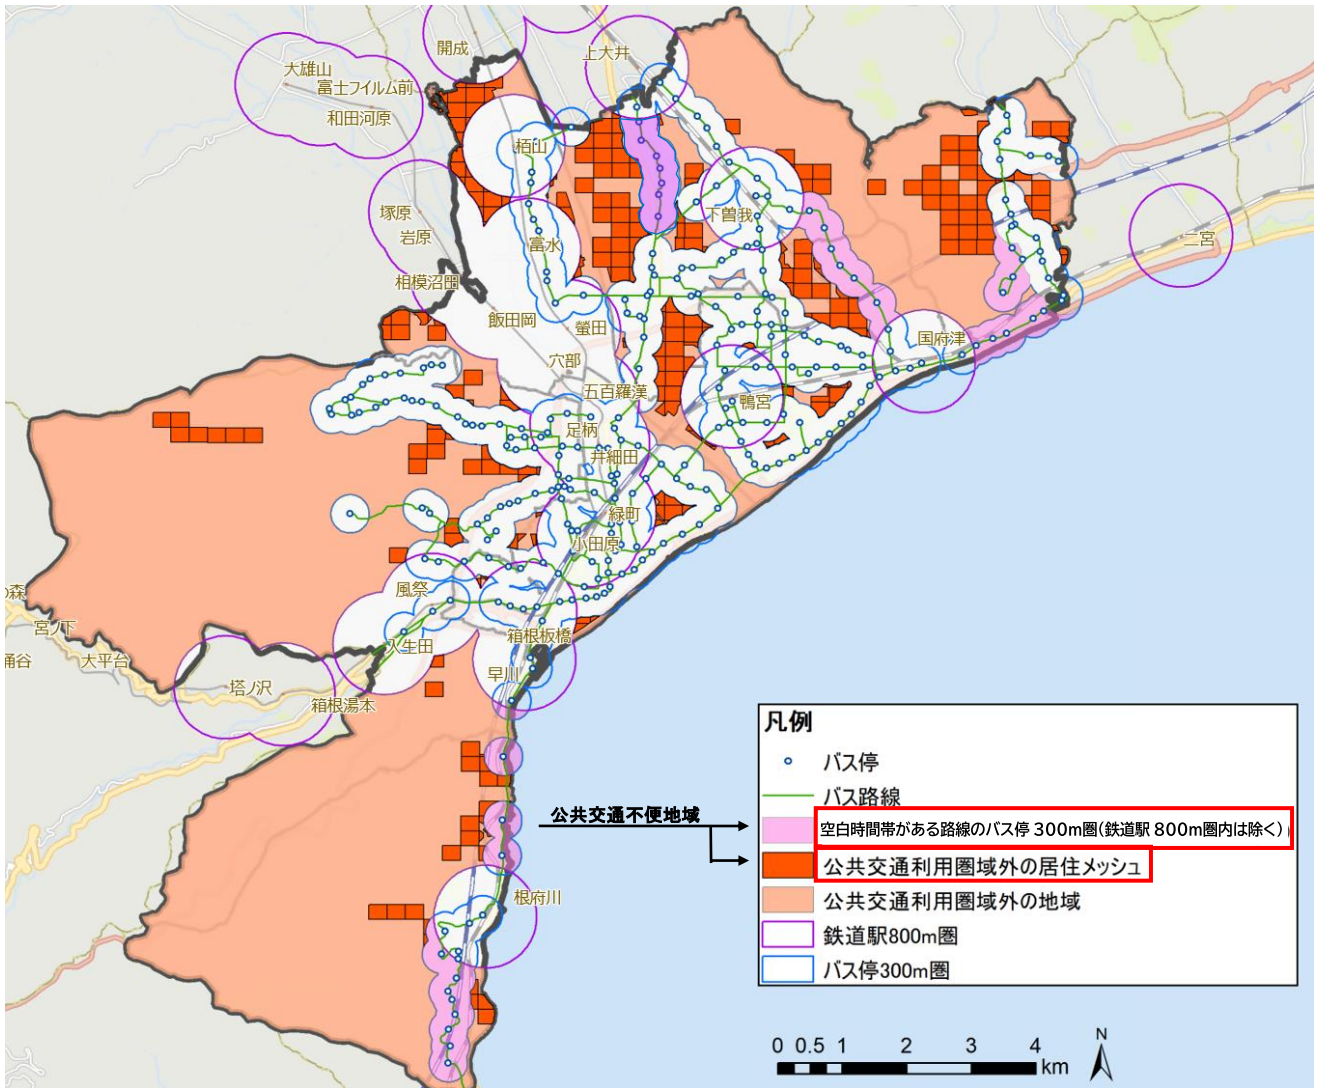 開成
上大井
大雄山
富士フイルム前
和田河原
栢山
塚原
下曽我
岩原
富水
二宮
相模沼田
飯田岡
螢田
国府津
穴部
五百羅漢
鴨宮
足柄
井細田
緑町
小田原
風祭
の森
宮ノ下
入生田
箱根板橋
涌谷
大平台
早川
塔ノ沢
箱根湯本
根府川
公共交通不便地域
凡例
バス停
バス路線
空白時間帯がある路線のバス停300m圏(鉄道駅800m圏内は除く)
公共交通利用圏域外の居住メッシュ
公共交通利用圏域外の地域
鉄道駅800m圏
バス停300m圏
N
0 0.5 1 2 3 4
km